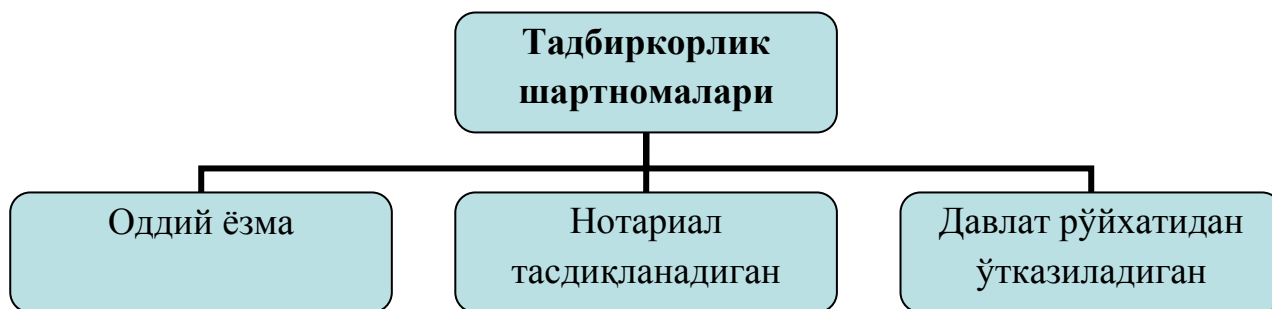 Тадбиркорлик
шартномалари
Оддий ёзма
Нотариал
тасдиқланадиган
Давлат рўйхатидан
ўтказиладиган